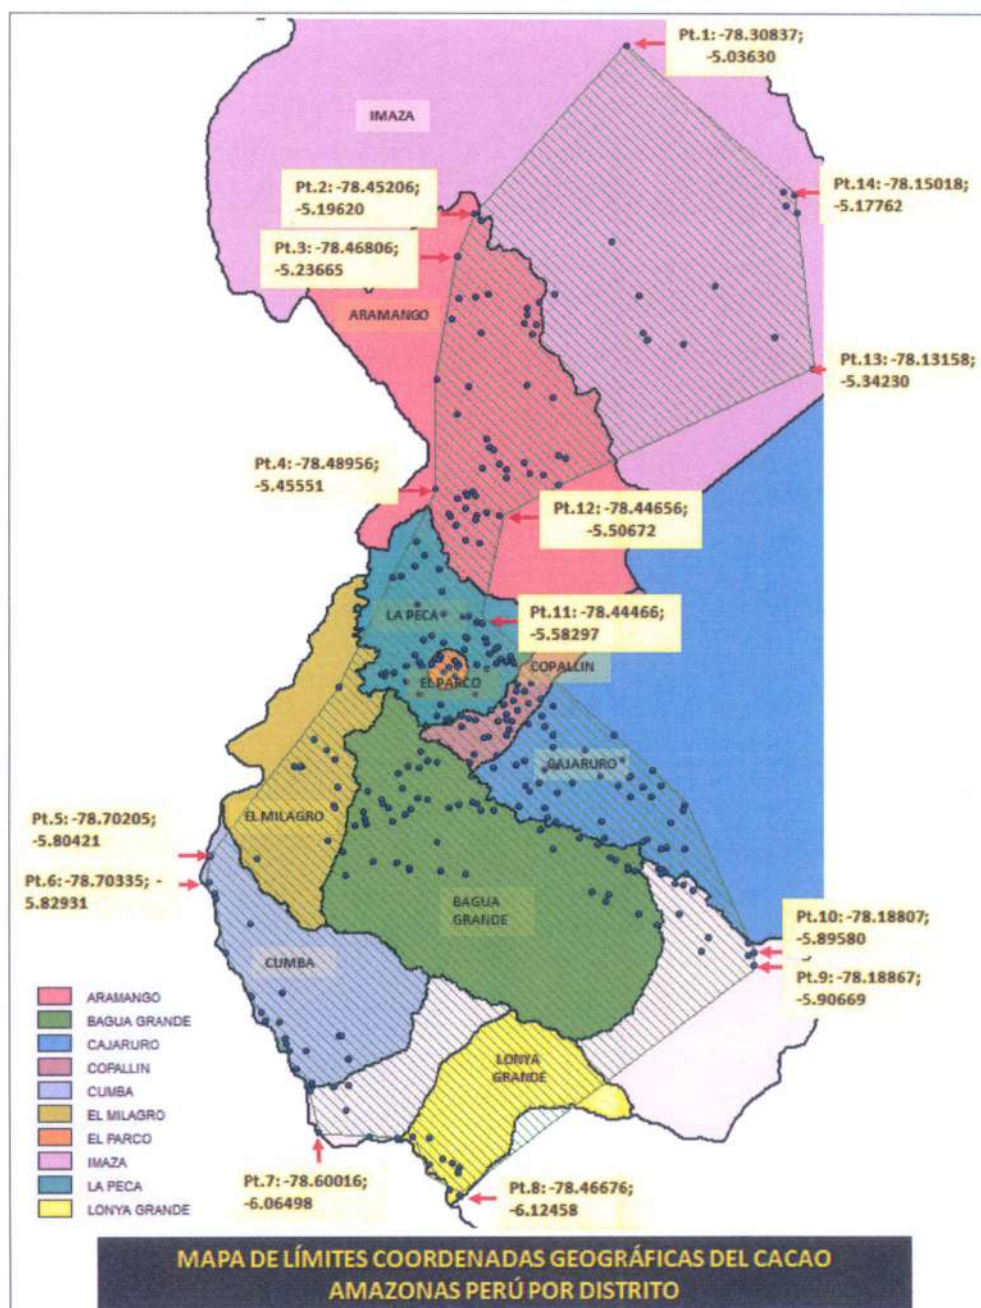 Pt.1: -78.30837;
-5.03630
IMAZA
Pt.2: -78.45206;
-5.19620
Pt.14: -78.15018;
-5.17762
Pt.3: -78.46806;
-5.23665
ARAMANGO
Pt.13: -78.13158;
-5.34230
Pt.4: -78.48956;
-5.45551
Pt.12: -78.44656;
-5.50672
LA PECA
Pt.11: -78.44466;
-5.58297
COPALLIN
EL PARCO
CAJARURO
Pt.5: -78.70205;
-5.80421
EL MILAGRO
Pt.6: -78.70335; -
5.82931
BAGUA
GRANDE
Pt.10: -78.18807;
-5.89580
CUMBA
Pt.9: -78.18867;
-5.90669
ARAMANGO
BAGUA GRANDE
CAJARURO
COPALLIN
CUMBA
EL MILAGRO
EL PARCO
IMAZA
LA PECA
LONYA GRANDE
LONYA
GRANDE
Pt.7: -78.60016;
-6.06498
Pt.8: -78.46676;
-6.12458
MAPA DE LÍMITES COORDENADAS GEOGRÁFICAS DEL CACAO
AMAZONAS PERÚ POR DISTRITO